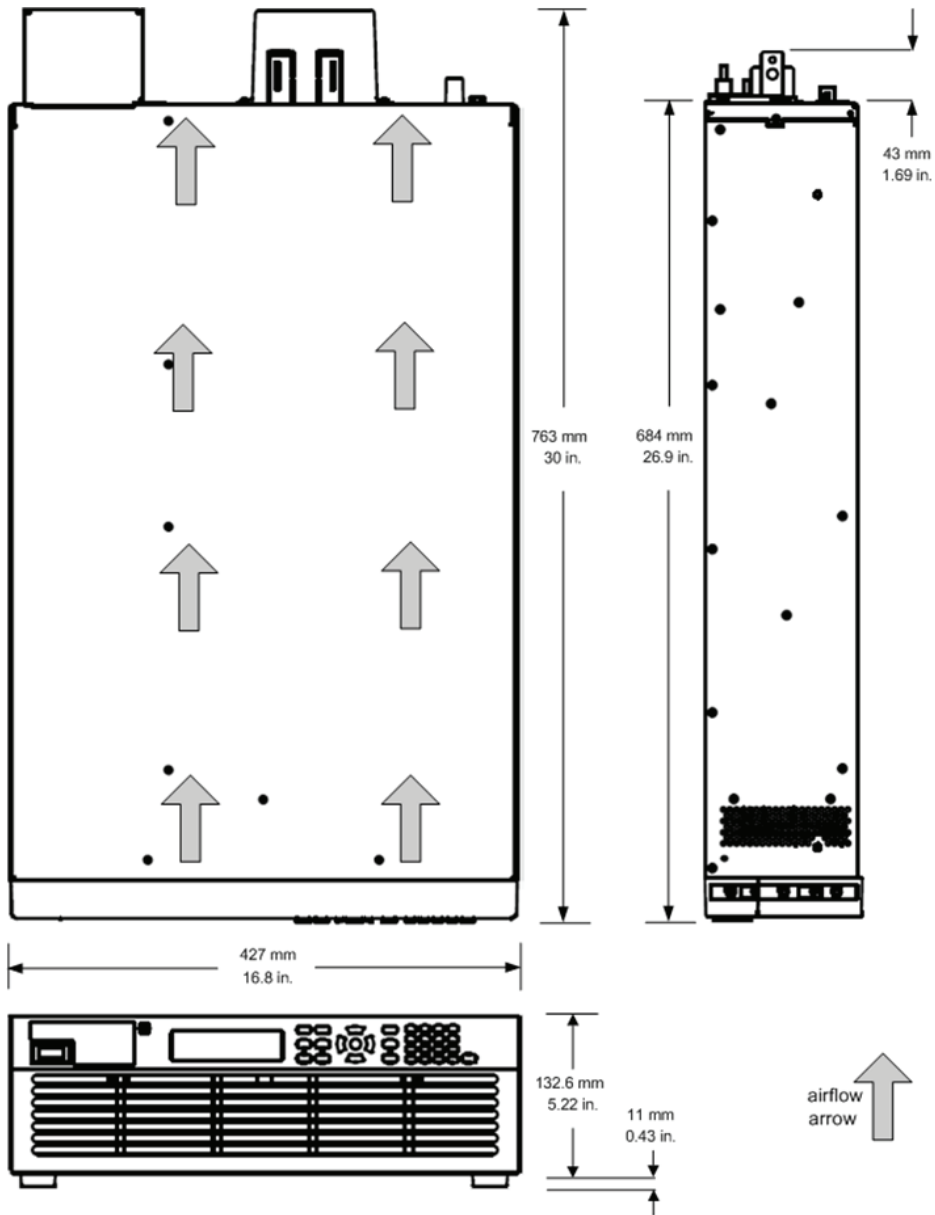 43 mm
1.69 in.
763 mm
30 in.
684 mm
26.9 in.
427 mm
16.8 in.
132.6 mm
5.22 in.
11 mm
0.43 in.
airflow
arrow